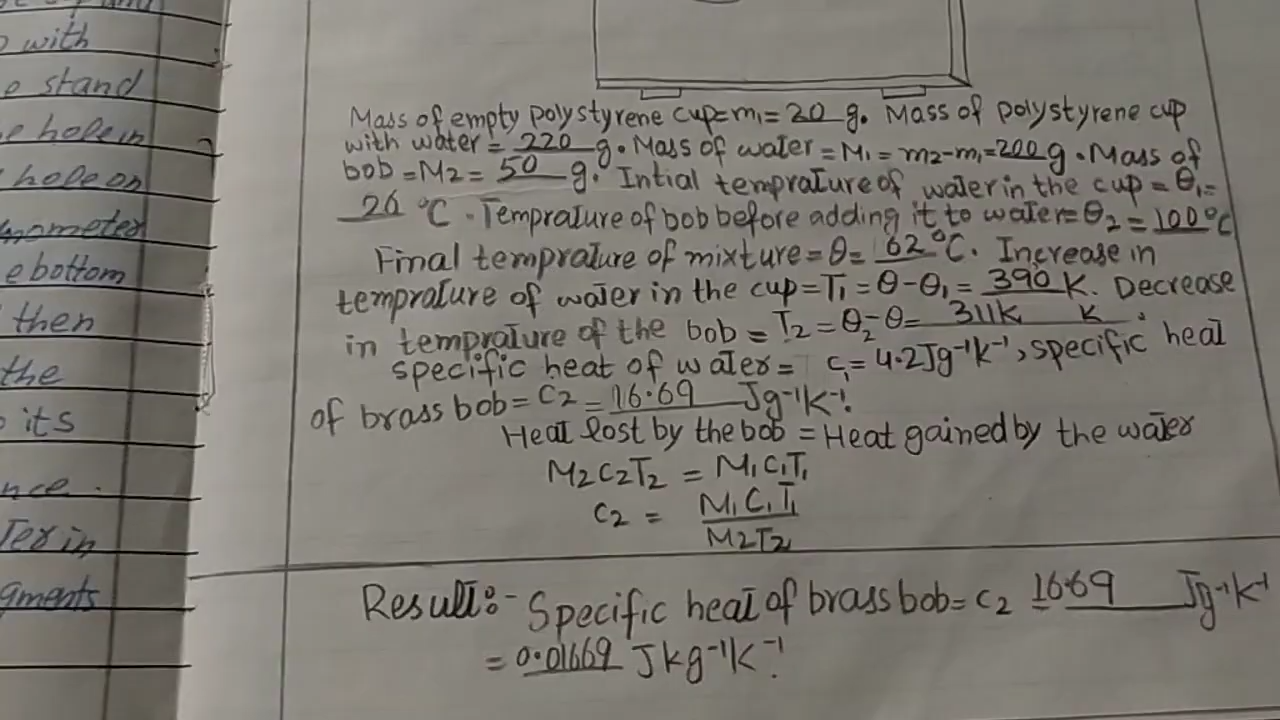 with
o stand
e hole in
hole on
mometer
e bottom
then
the
its
nce.
Ter in
gments
Mass of empty polystyrene cup=m₁=20 g. Mass of polystyrene cup
with water= 220 g. Mass of water=M₁=m₂-m₁=200g. Mass of
bob=M₂= 50 g. Intial temprature of water in the cup=θ₁=
26 °C. Temprature of bob before adding it to water=θ₂=100°C
Final temprature of mixture=θ=62°C. Increase in
temprature of water in the cup=T₁=θ-θ₁= 390 K. Decrease
in temprature of the bob=T₂=θ₂-θ= 311k K.
specific heat of water= c₁=4.2Jg⁻¹k⁻¹, specific heat
of brass bob=C₂=16.69 Jg⁻¹k⁻¹.
Heat lost by the bob = Heat gained by the water
M₂C₂T₂ = M₁C₁T₁
C₂ = M₁C₁T₁
M₂T₂
Result:- Specific heat of brass bob=C₂ 16.69 Jg⁻¹k⁻¹
= 0.01669 Jkg⁻¹k⁻¹.